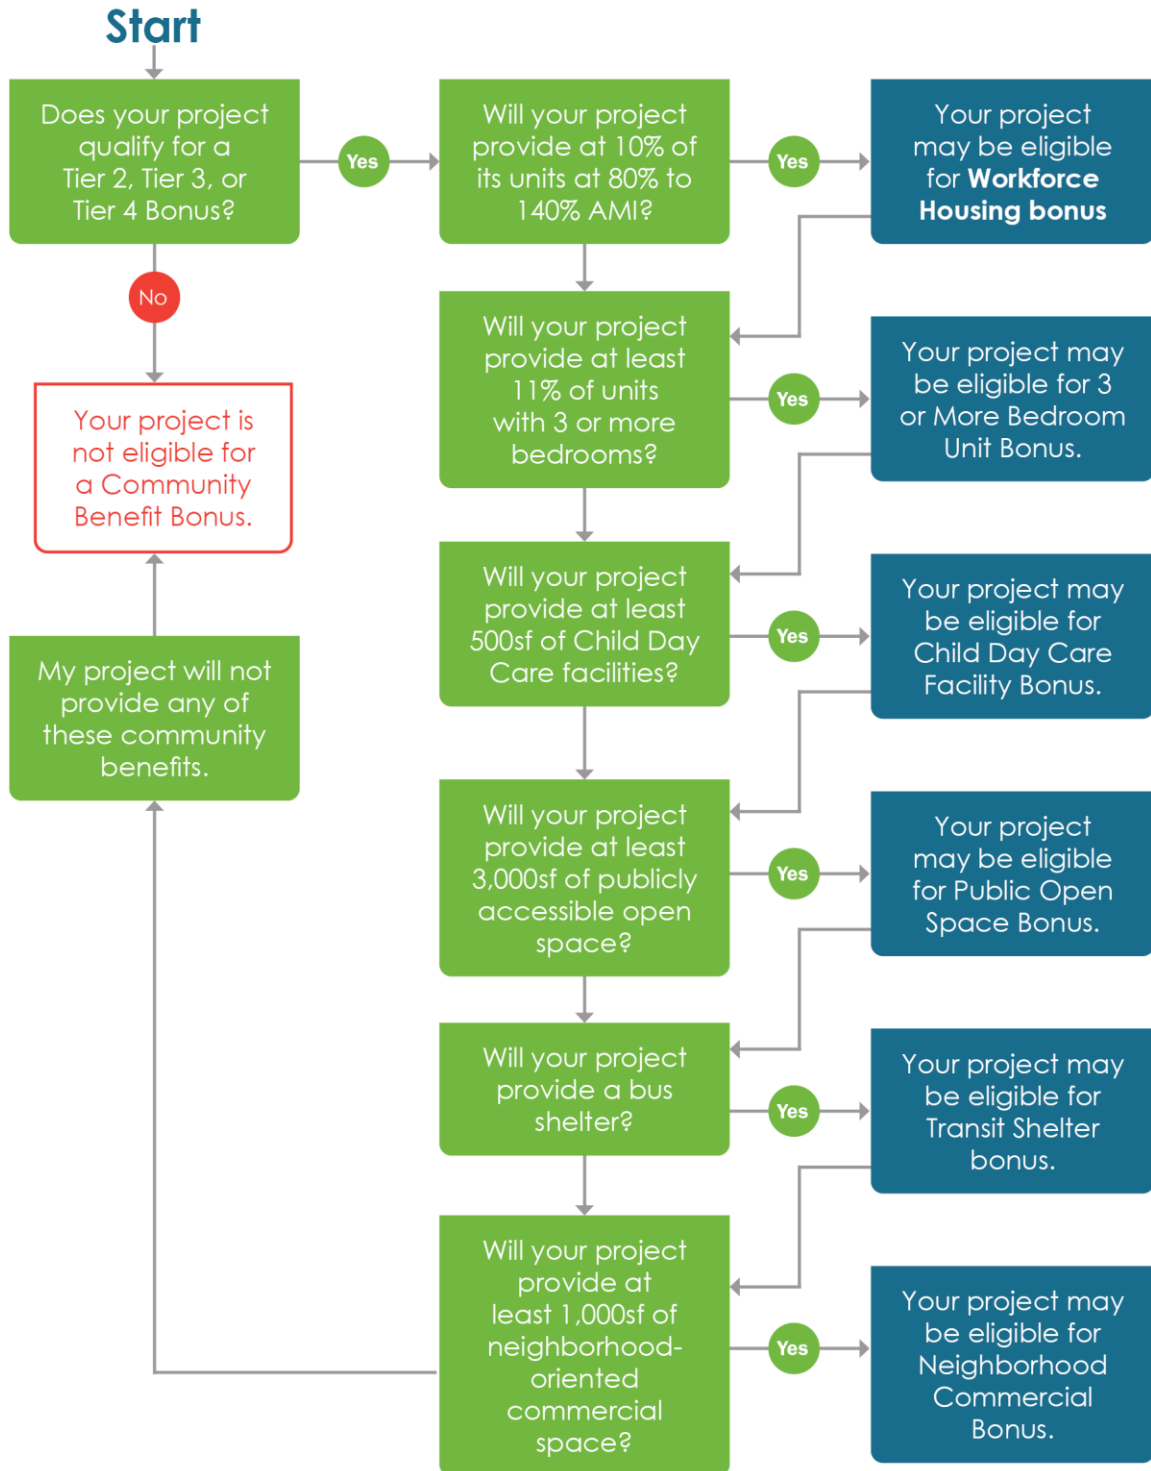 Start
Does your project
qualify for a
Tier 2, Tier 3, or
Tier 4 Bonus?
Yes
Will your project
provide at 10% of
its units at 80% to
140% AMI?
Yes
Your project
may be eligible
for Workforce
Housing bonus
No
Your project is
not eligible for
a Community
Benefit Bonus.
Will your project
provide at least
11% of units
with 3 or more
bedrooms?
Yes
Your project may
be eligible for 3
or More Bedroom
Unit Bonus.
Will your project
provide at least
500sf of Child Day
Care facilities?
Yes
Your project may
be eligible for
Child Day Care
Facility Bonus.
My project will not
provide any of
these community
benefits.
Will your project
provide at least
3,000sf of publicly
accessible open
space?
Yes
Your project
may be eligible
for Public Open
Space Bonus.
Will your project
provide a bus
shelter?
Yes
Your project may
be eligible for
Transit Shelter
bonus.
Will your project
provide at
least 1,000sf of
neighborhood-
oriented
commercial
space?
Yes
Your project may
be eligible for
Neighborhood
Commercial
Bonus.